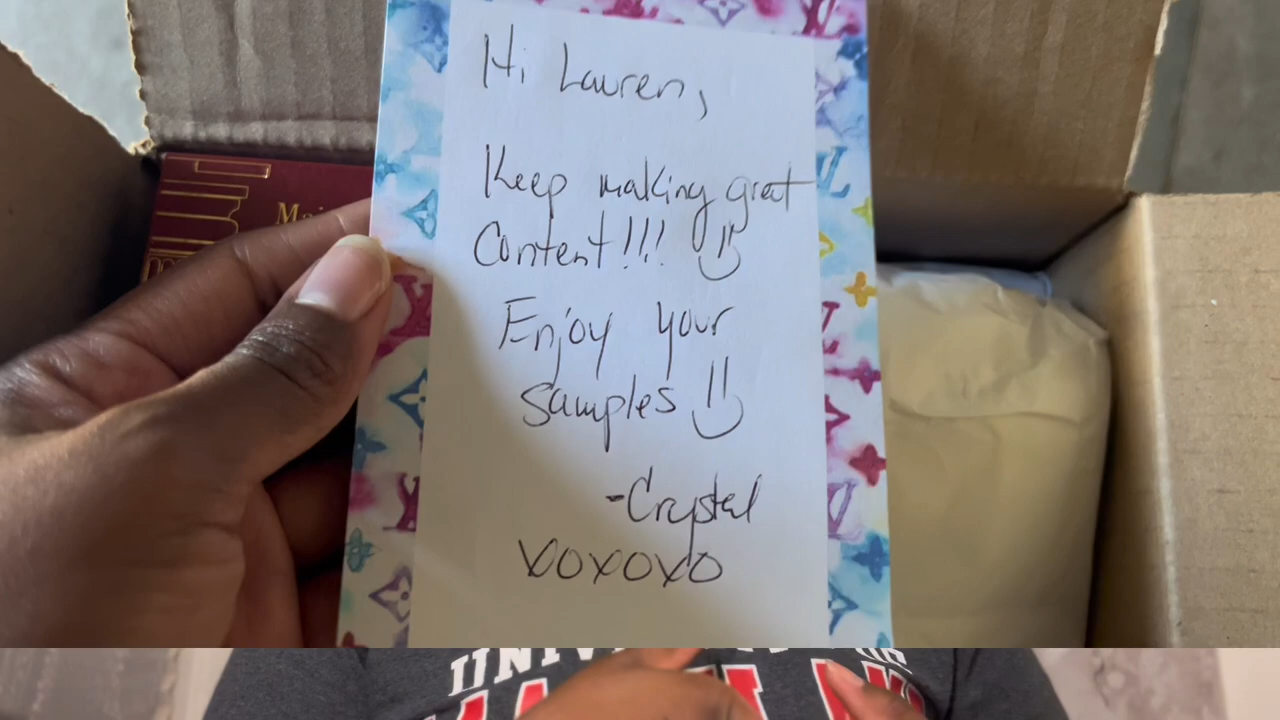 Hi Lauren,
Keep making great
Content!!!
Enjoy your
samples
-Crystal
XOXOXO